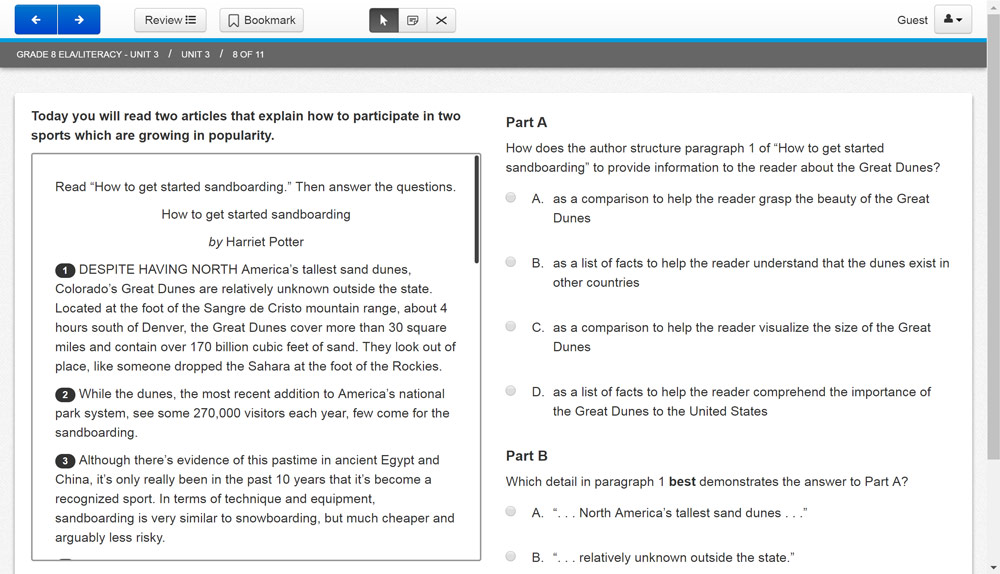 Review
Bookmark
Guest
GRADE 8 ELA/LITERACY - UNIT 3 / UNIT 3 / 8 OF 11
Today you will read two articles that explain how to participate in two
sports which are growing in popularity.
Read “How to get started sandboarding.” Then answer the questions.
How to get started sandboarding
by Harriet Potter
1 DESPITE HAVING NORTH America’s tallest sand dunes,
Colorado’s Great Dunes are relatively unknown outside the state.
Located at the foot of the Sangre de Cristo mountain range, about 4
hours south of Denver, the Great Dunes cover more than 30 square
miles and contain over 170 billion cubic feet of sand. They look out of
place, like someone dropped the Sahara at the foot of the Rockies.
2 While the dunes, the most recent addition to America’s national
park system, see some 270,000 visitors each year, few come for the
sandboarding.
3 Although there’s evidence of this pastime in ancient Egypt and
China, it’s only really been in the past 10 years that it’s become a
recognized sport. In terms of technique and equipment,
sandboarding is very similar to snowboarding, but much cheaper and
arguably less risky.
Part A
How does the author structure paragraph 1 of “How to get started
sandboarding” to provide information to the reader about the Great Dunes?
A. as a comparison to help the reader grasp the beauty of the Great
Dunes
B. as a list of facts to help the reader understand that the dunes exist in
other countries
C. as a comparison to help the reader visualize the size of the Great
Dunes
D. as a list of facts to help the reader comprehend the importance of
the Great Dunes to the United States
Part B
Which detail in paragraph 1 best demonstrates the answer to Part A?
A. “. . . North America’s tallest sand dunes . . .”
B. “. . . relatively unknown outside the state.”